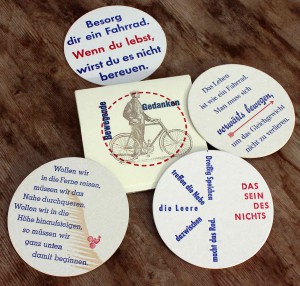 Besorg
dir ein Fahrrad.
Wenn du lebst,
wirst du es nicht
bereuen.
Bewegende
Gedanken
Das Leben
ist wie ein Fahrrad.
Man muss sich
vorwärts bewegen,
um das Gleichgewicht
nicht zu verlieren.
Wollen wir
in die Ferne reisen,
müssen wir das
Nahe durchqueten.
Wollen wir in die
Höhe hinaufsteigen,
so müssen wir
ganz unten
damit beginnen.
Dreißig Speichen
treffen die Nabe
die Leere
dazwischen
macht das Rad.
DAS
SEIN
DES
NICHTS